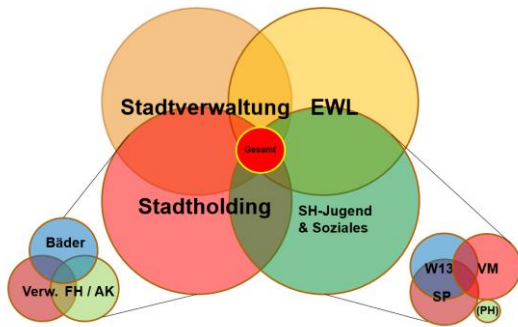 Stadtverwaltung EWL
Gesamt
Stadtholding
SH-Jugend
& Soziales
Bäder
Verw. FH / AK
W13 VM
SP
(PH)